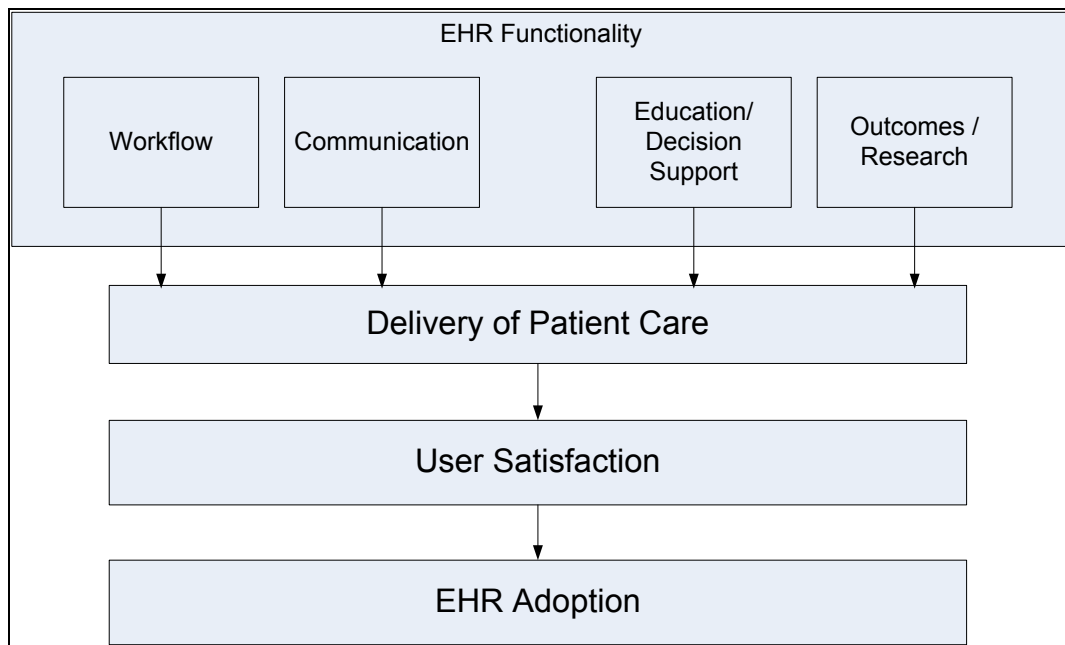 EHR Functionality
Workflow
Communication
Education/
Decision
Support
Outcomes /
Research
Delivery of Patient Care
User Satisfaction
EHR Adoption